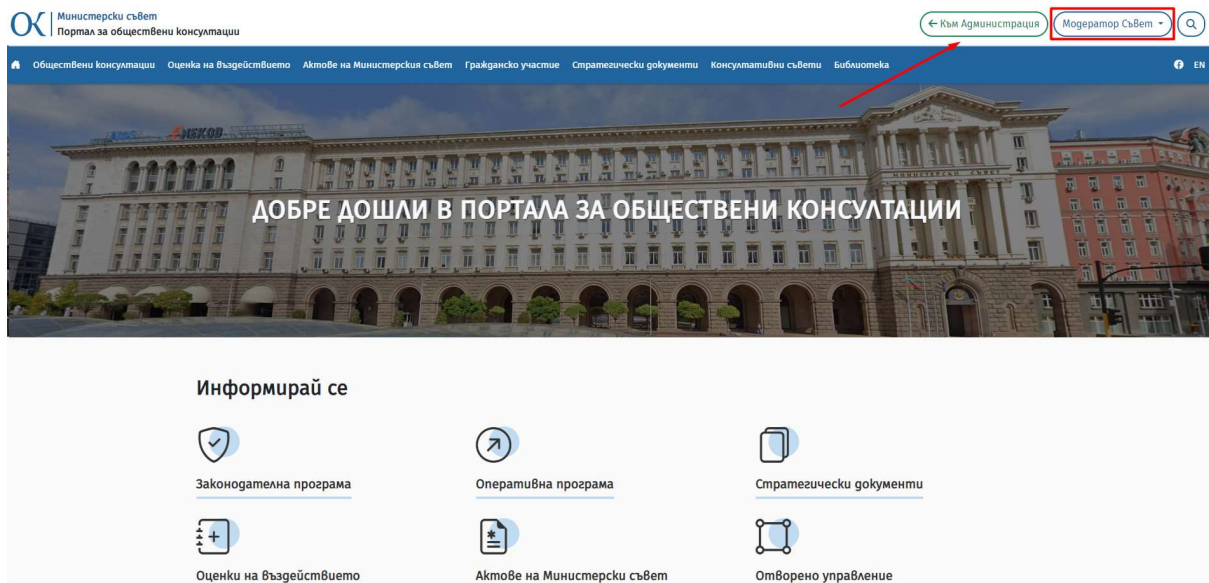 ОК
Министерски съвет
Портал за обществени консултации
← Към Администрация
Модератор Съвет
Обществени консултации Оценка на въздействието Актове на Министерския съвет Гражданско участие Стратегически документи Консултативни съвети Библиотека EN
МИНИСТЕРСКИ СЪВЕТ
ДОБРЕ ДОШЛИ В ПОРТАЛА ЗА ОБЩЕСТВЕНИ КОНСУЛТАЦИИ
Информирай се
Законодателна програма Оперативна програма Стратегически документи
Оценки на въздействието Актове на Министерски съвет Отворено управление